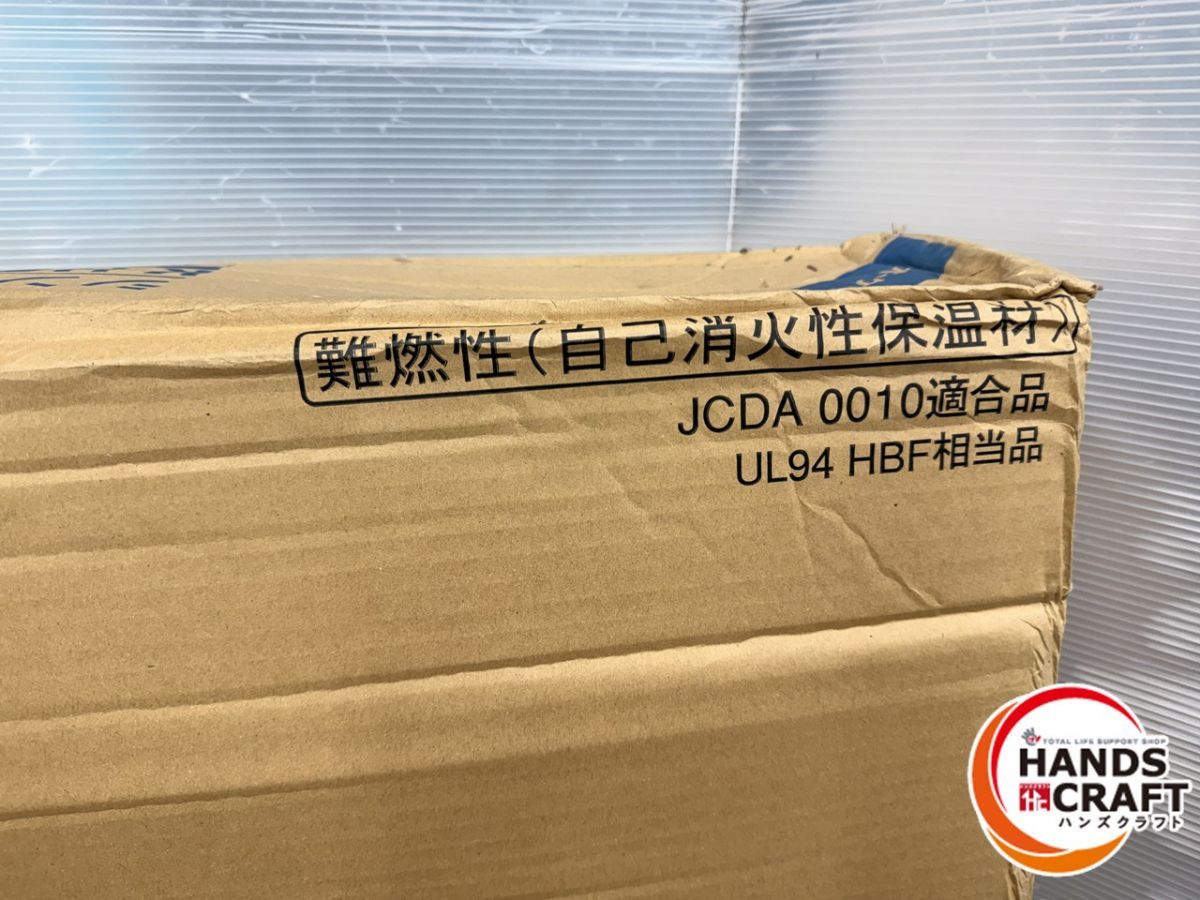 難燃性(自己消火性保温材)
JCDA 0010適合品
UL94 HBF相当品
TOTAL LIFE SUPPORT SHOP
HANDS
CRAFT
ハンズクラフト